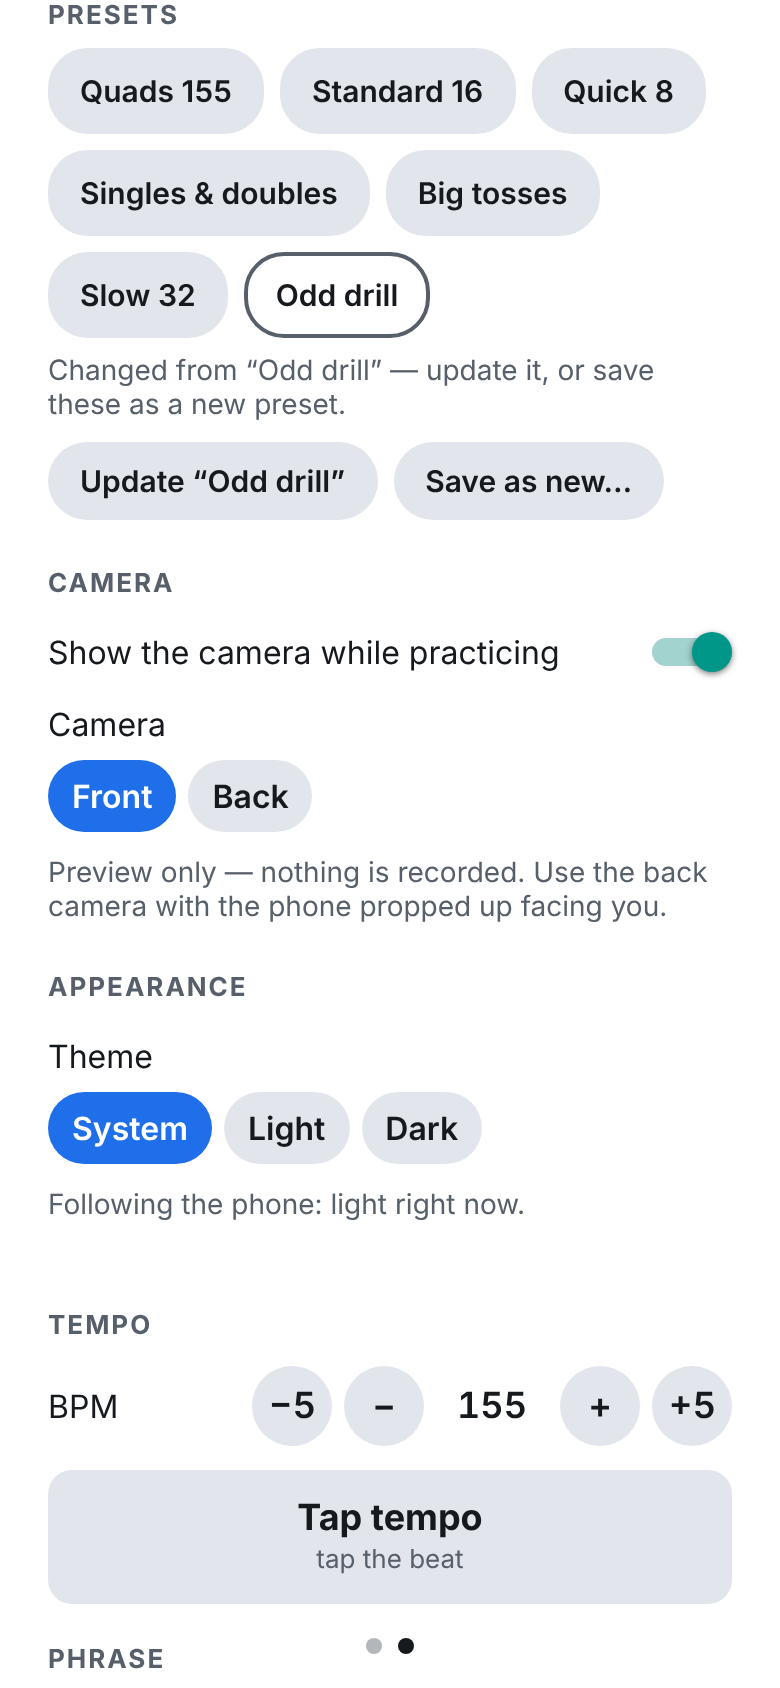 PRESETS
Quads 155
Standard 16
Quick 8
Singles & doubles
Big tosses
Slow 32
Odd drill
Changed from “Odd drill” — update it, or save
these as a new preset.
Update “Odd drill”
Save as new...
CAMERA
Show the camera while practicing
Camera
Front
Back
Preview only — nothing is recorded. Use the back
camera with the phone propped up facing you.
APPEARANCE
Theme
System
Light
Dark
Following the phone: light right now.
TEMPO
BPM
−5
−
155
+
+5
Tap tempo
tap the beat
PHRASE